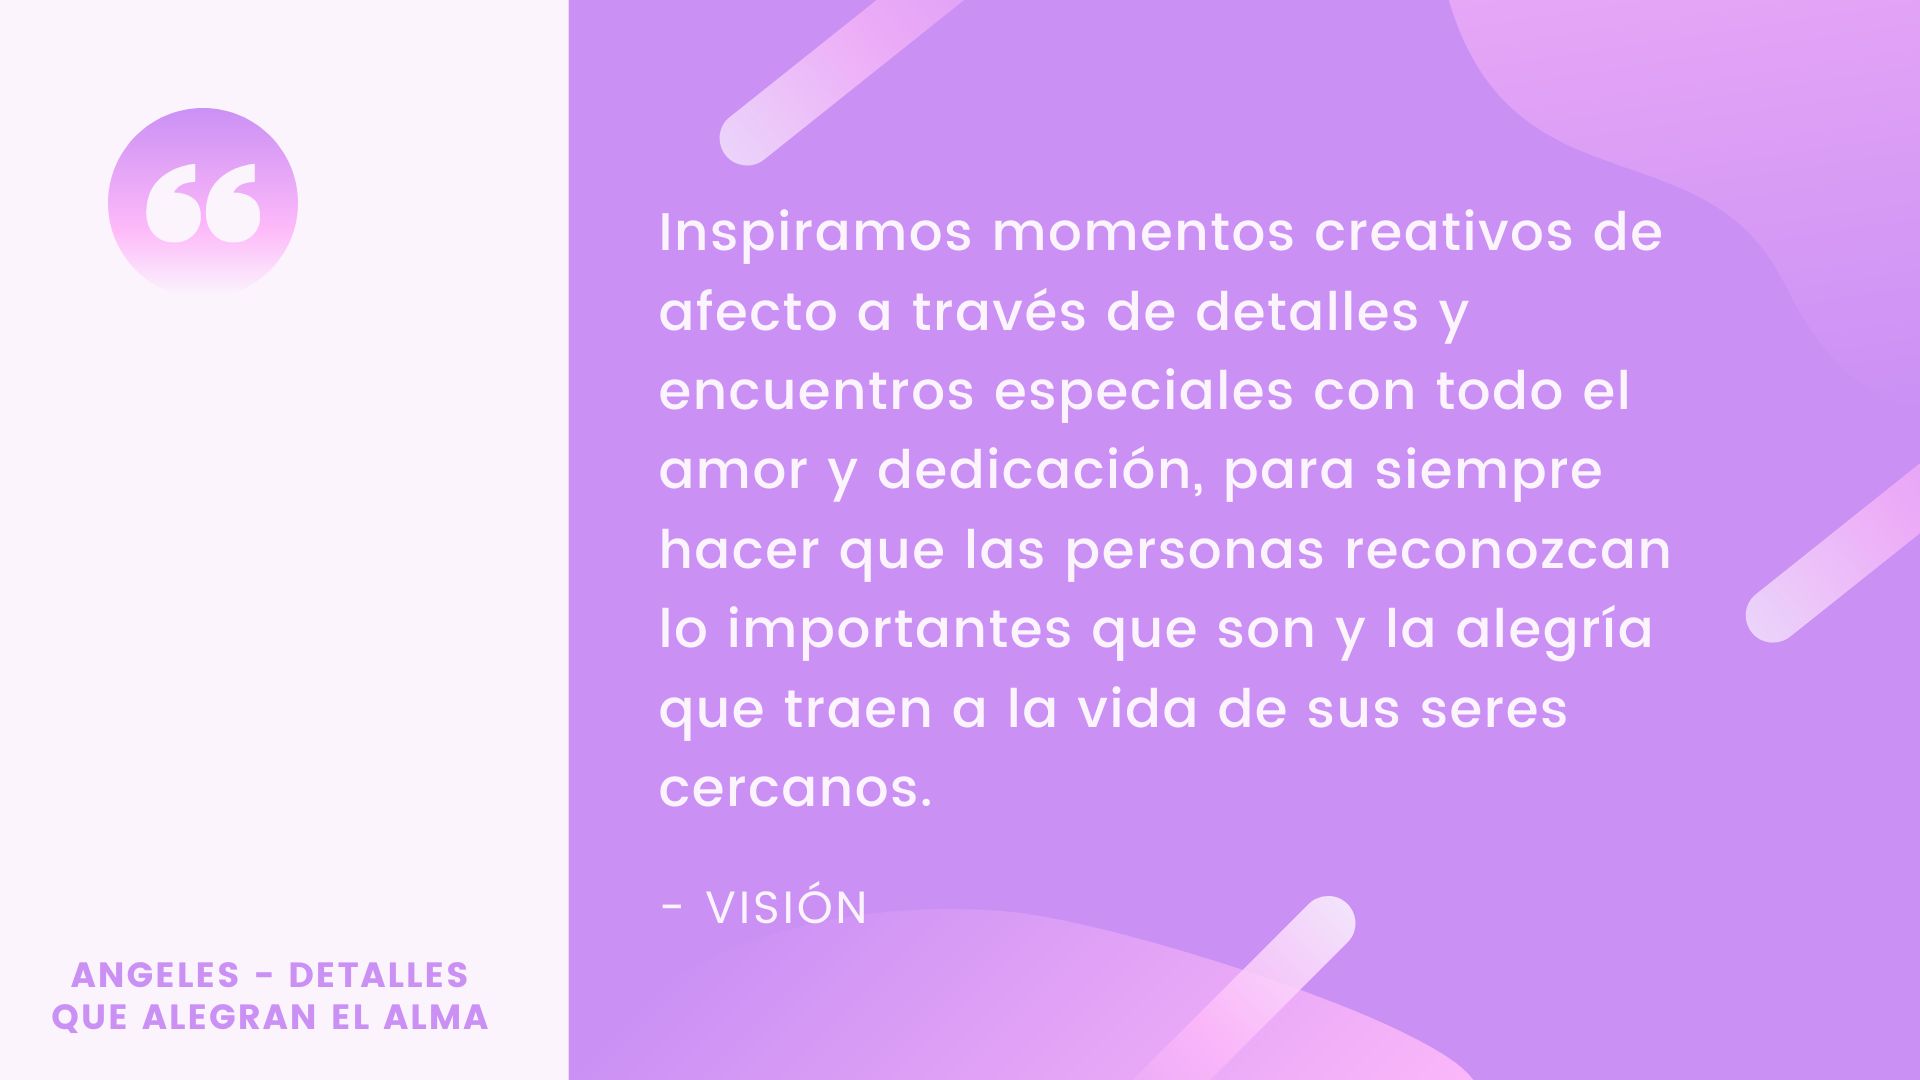 ❝
Inspiramos momentos creativos de
afecto a través de detalles y
encuentros especiales con todo el
amor y dedicación, para siempre
hacer que las personas reconozcan
lo importantes que son y la alegría
que traen a la vida de sus seres
cercanos.
- VISIÓN
ANGELES - DETALLES
QUE ALEGRAN EL ALMA